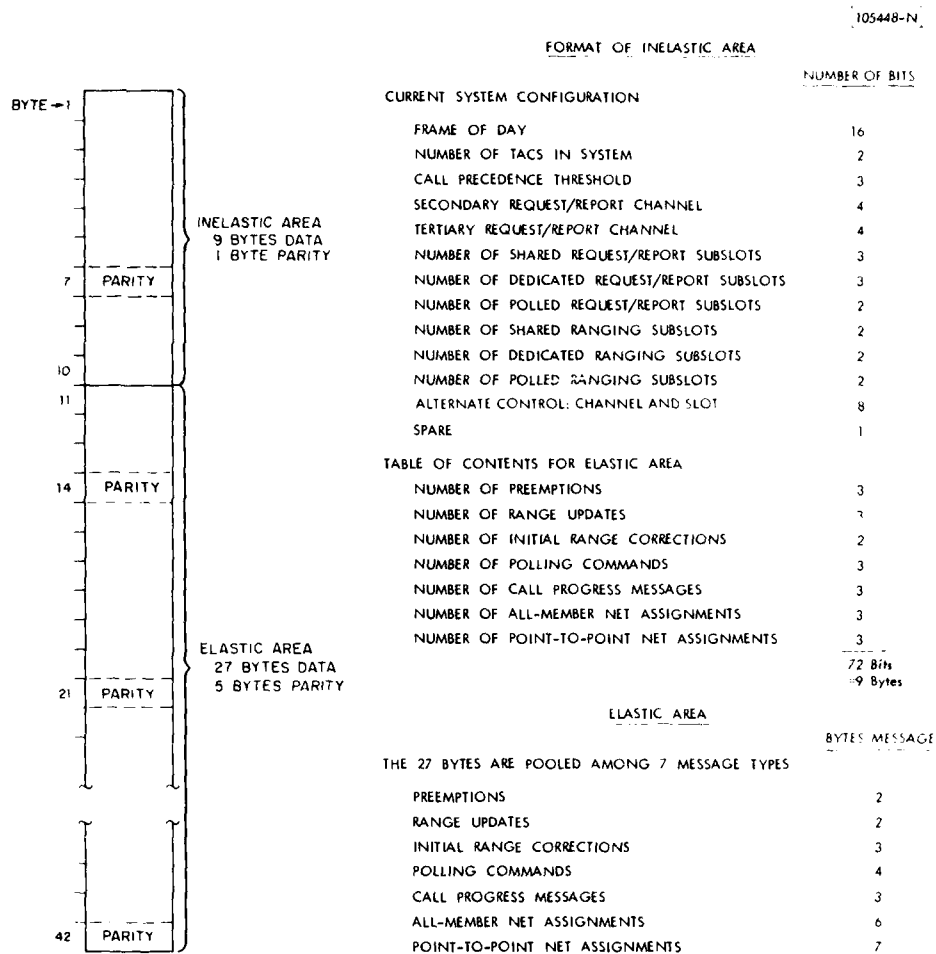 105448-N
FORMAT OF INELASTIC AREA
NUMBER OF BITS
CURRENT SYSTEM CONFIGURATION
FRAME OF DAY 16
NUMBER OF TACS IN SYSTEM 2
CALL PRECEDENCE THRESHOLD 3
SECONDARY REQUEST/REPORT CHANNEL 4
TERTIARY REQUEST/REPORT CHANNEL 4
NUMBER OF SHARED REQUEST/REPORT SUBSLOTS 3
NUMBER OF DEDICATED REQUEST/REPORT SUBSLOTS 3
NUMBER OF POLLED REQUEST/REPORT SUBSLOTS 2
NUMBER OF SHARED RANGING SUBSLOTS 2
NUMBER OF DEDICATED RANGING SUBSLOTS 2
NUMBER OF POLLED RANGING SUBSLOTS 2
ALTERNATE CONTROL: CHANNEL AND SLOT 8
SPARE 1
TABLE OF CONTENTS FOR ELASTIC AREA
NUMBER OF PREEMPTIONS 3
NUMBER OF RANGE UPDATES 3
NUMBER OF INITIAL RANGE CORRECTIONS 2
NUMBER OF POLLING COMMANDS 3
NUMBER OF CALL PROGRESS MESSAGES 3
NUMBER OF ALL-MEMBER NET ASSIGNMENTS 3
NUMBER OF POINT-TO-POINT NET ASSIGNMENTS 3
72 Bits
=9 Bytes
ELASTIC AREA
BYTES MESSAGE
THE 27 BYTES ARE POOLED AMONG 7 MESSAGE TYPES
PREEMPTIONS 2
RANGE UPDATES 2
INITIAL RANGE CORRECTIONS 3
POLLING COMMANDS 4
CALL PROGRESS MESSAGES 3
ALL-MEMBER NET ASSIGNMENTS 6
POINT-TO-POINT NET ASSIGNMENTS 7
BYTE→1
7 PARITY
10
11
14 PARITY
21 PARITY
42 PARITY
INELASTIC AREA
9 BYTES DATA
1 BYTE PARITY
ELASTIC AREA
27 BYTES DATA
5 BYTES PARITY